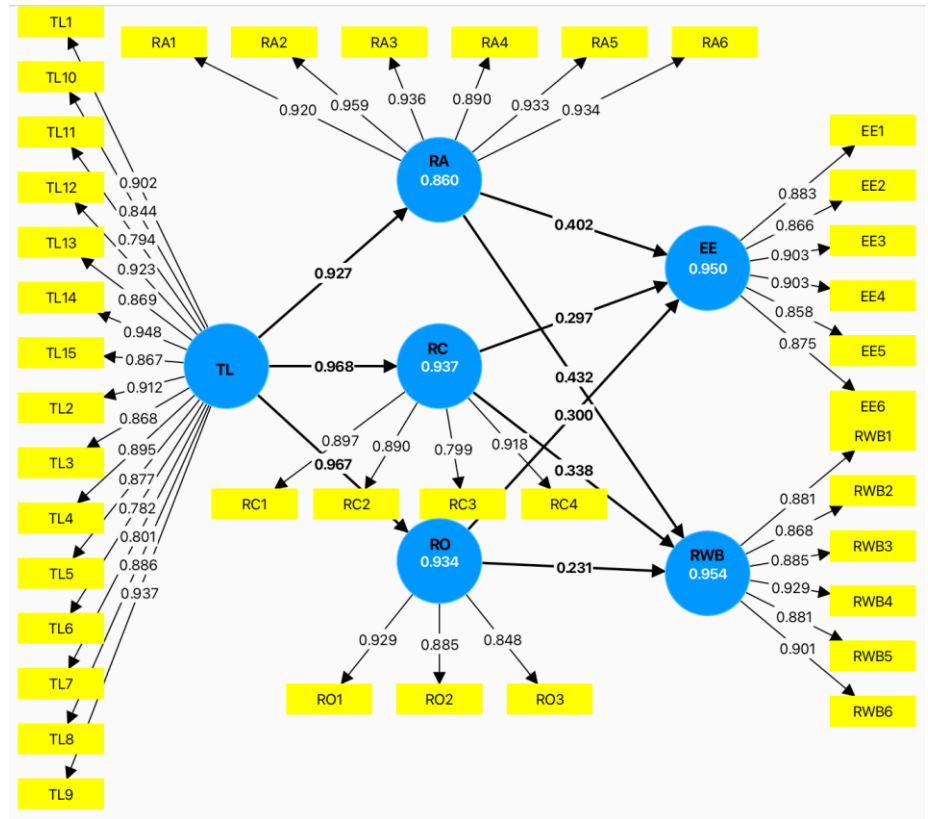 TL1
TL10
TL11
TL12
TL13
TL14
TL15
TL2
TL3
TL4
TL5
TL6
TL7
TL8
TL9
0.902
0.844
0.794
0.923
0.869
0.948
0.867
0.912
0.868
0.895
0.877
0.782
0.801
0.886
0.937
TL
RA1
RA2
RA3
RA4
RA5
RA6
0.920
0.959
0.936
0.890
0.933
0.934
RA
0.860
0.927
0.968
0.967
RC
0.937
0.897
0.890
0.799
0.918
RC1
RC2
RC3
RC4
RO
0.934
0.929
0.885
0.848
RO1
RO2
RO3
0.402
0.297
0.432
0.300
0.338
0.231
EE
0.950
0.883
0.866
0.903
0.903
0.858
0.875
EE1
EE2
EE3
EE4
EE5
EE6
RWB
0.954
0.881
0.868
0.885
0.929
0.881
0.901
RWB1
RWB2
RWB3
RWB4
RWB5
RWB6